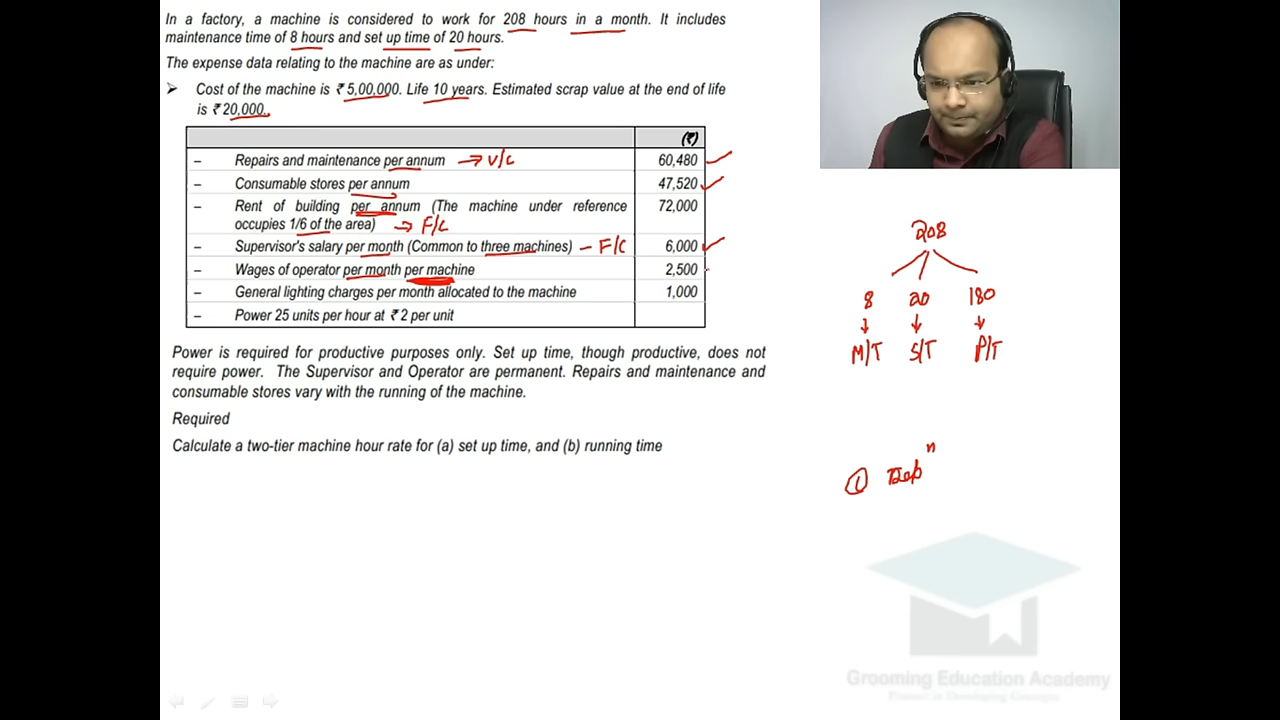 In a factory, a machine is considered to work for 208 hours in a month. It includes
maintenance time of 8 hours and set up time of 20 hours.
The expense data relating to the machine are as under:
➢ Cost of the machine is ₹ 5,00,000. Life 10 years. Estimated scrap value at the end of life
is ₹ 20,000.
(₹)
– Repairs and maintenance per annum → V/C 60,480
– Consumable stores per annum 47,520
– Rent of building per annum (The machine under reference 72,000
occupies 1/6 of the area) → F/C
– Supervisor's salary per month (Common to three machines) – F/C 6,000
– Wages of operator per month per machine 2,500
– General lighting charges per month allocated to the machine 1,000
– Power 25 units per hour at ₹ 2 per unit
Power is required for productive purposes only. Set up time, though productive, does not
require power. The Supervisor and Operator are permanent. Repairs and maintenance and
consumable stores vary with the running of the machine.
Required
Calculate a two-tier machine hour rate for (a) set up time, and (b) running time
208
8 20 180
M/T S/T P/T
① Dep n
Grooming Education Academy